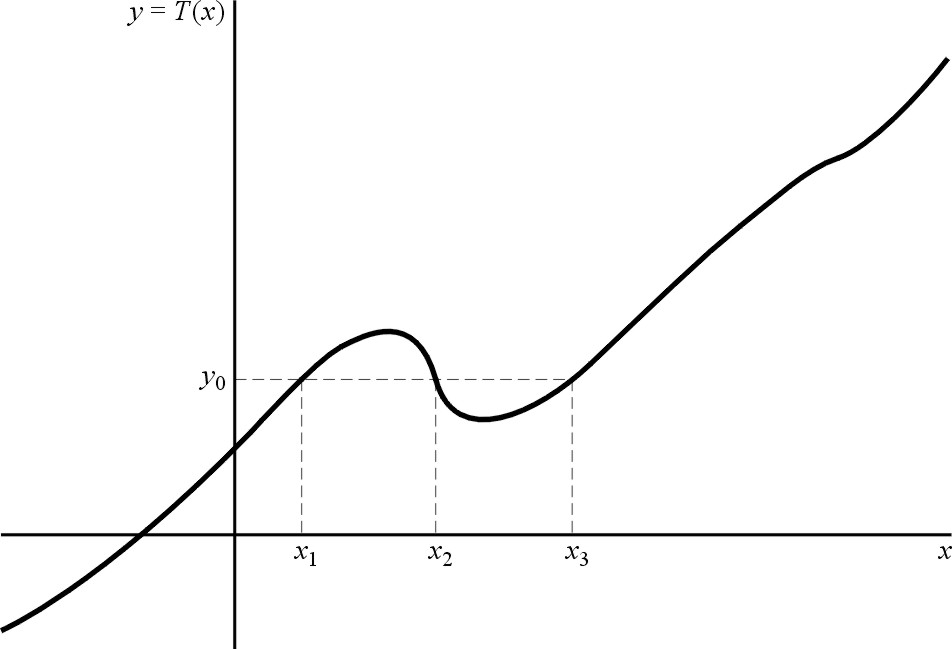 y = T(x)
y₀
x₁ x₂ x₃ x